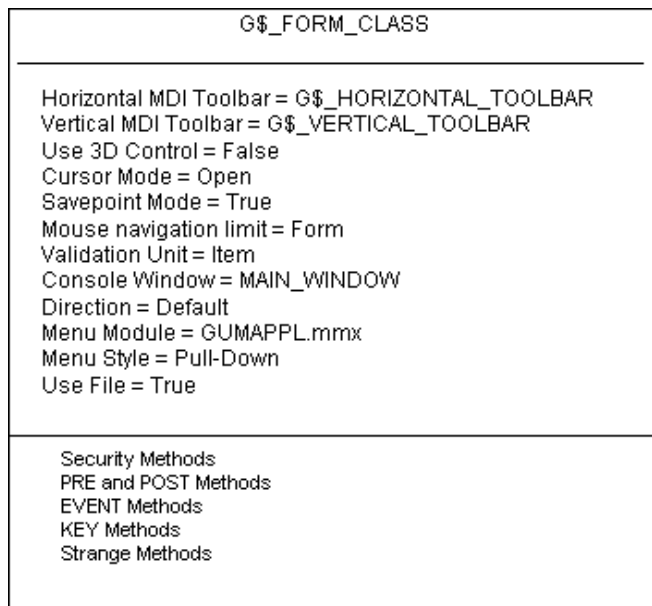 G$_FORM_CLASS
Horizontal MDI Toolbar = G$_HORIZONTAL_TOOLBAR
Vertical MDI Toolbar = G$_VERTICAL_TOOLBAR
Use 3D Control = False
Cursor Mode = Open
Savepoint Mode = True
Mouse navigation limit = Form
Validation Unit = Item
Console Window = MAIN_WINDOW
Direction = Default
Menu Module = GUMAPPL.mmx
Menu Style = Pull-Down
Use File = True
Security Methods
PRE and POST Methods
EVENT Methods
KEY Methods
Strange Methods